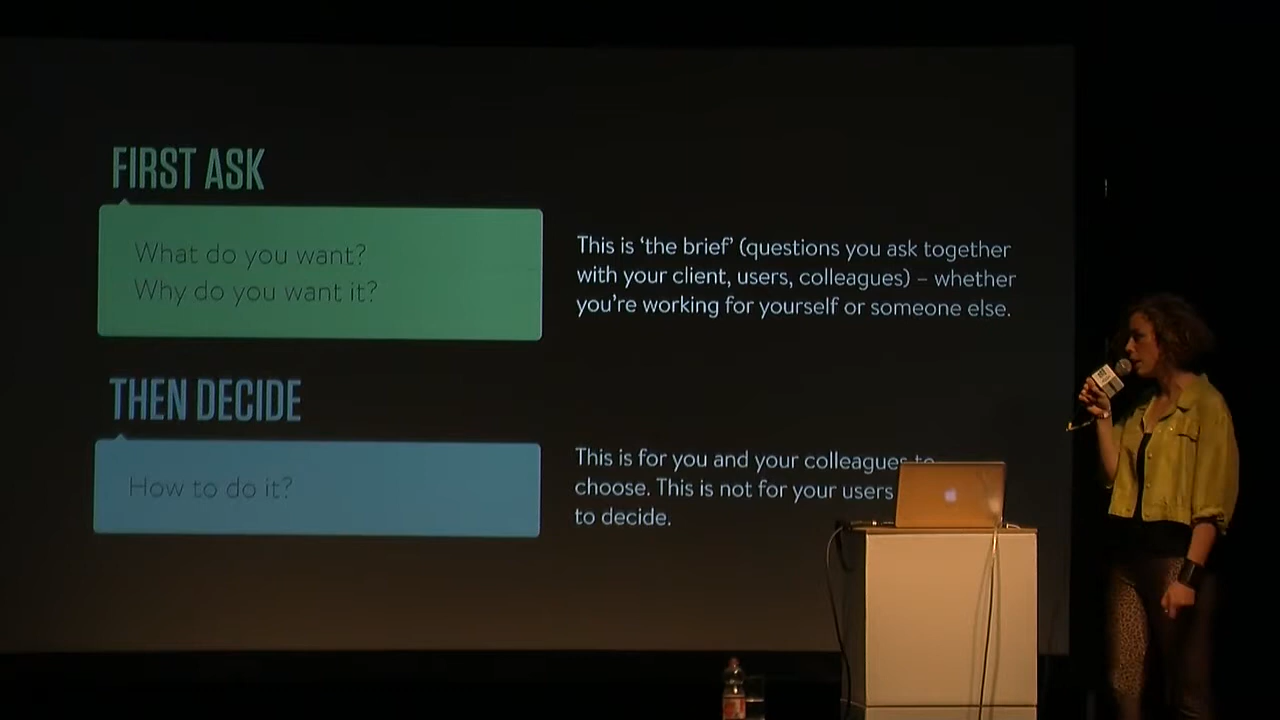 FIRST ASK
What do you want?
Why do you want it?
This is ‘the brief’ (questions you ask together
with your client, users, colleagues) – whether
you’re working for yourself or someone else.
THEN DECIDE
How to do it?
This is for you and your colleagues to
choose. This is not for your users
to decide.